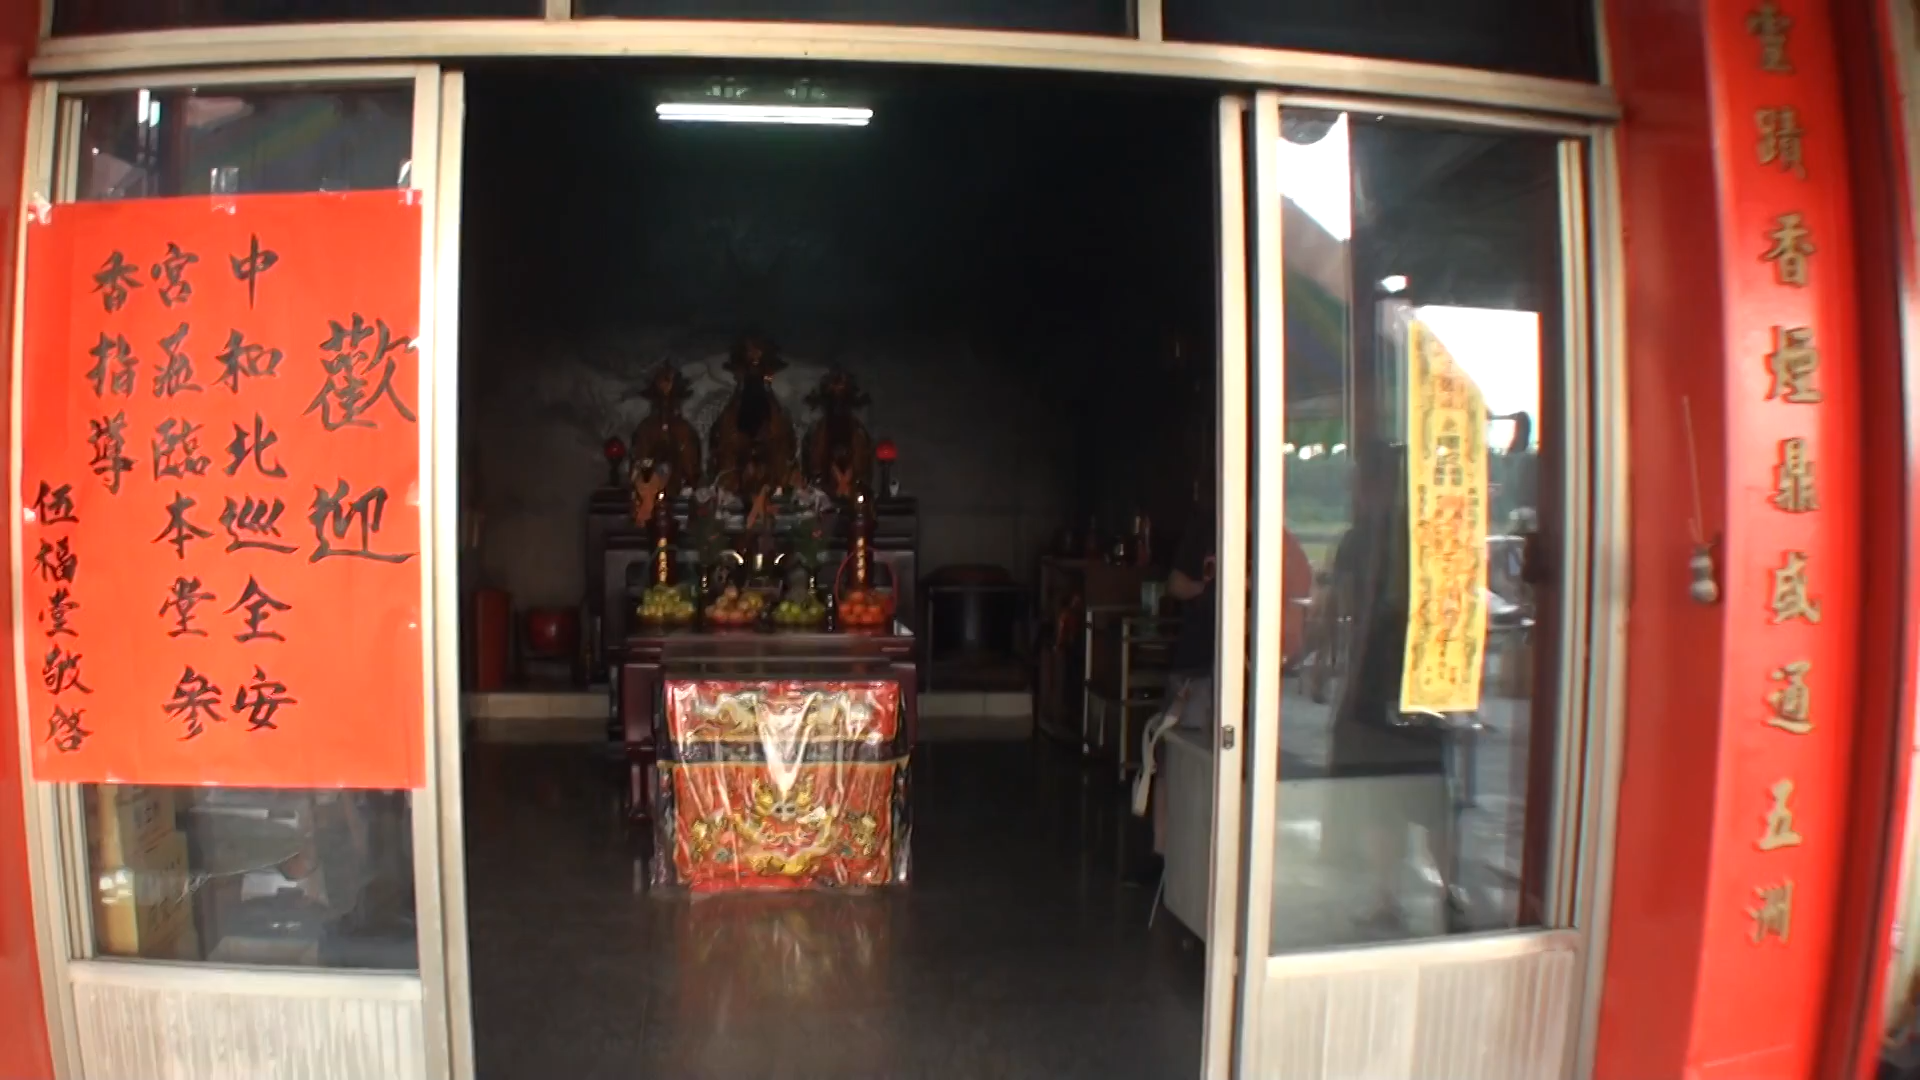 靈蹟香煙鼎盛通五洲
歡迎
中和北巡全安
宮蒞臨本堂參
香指導
伍福堂敬啓